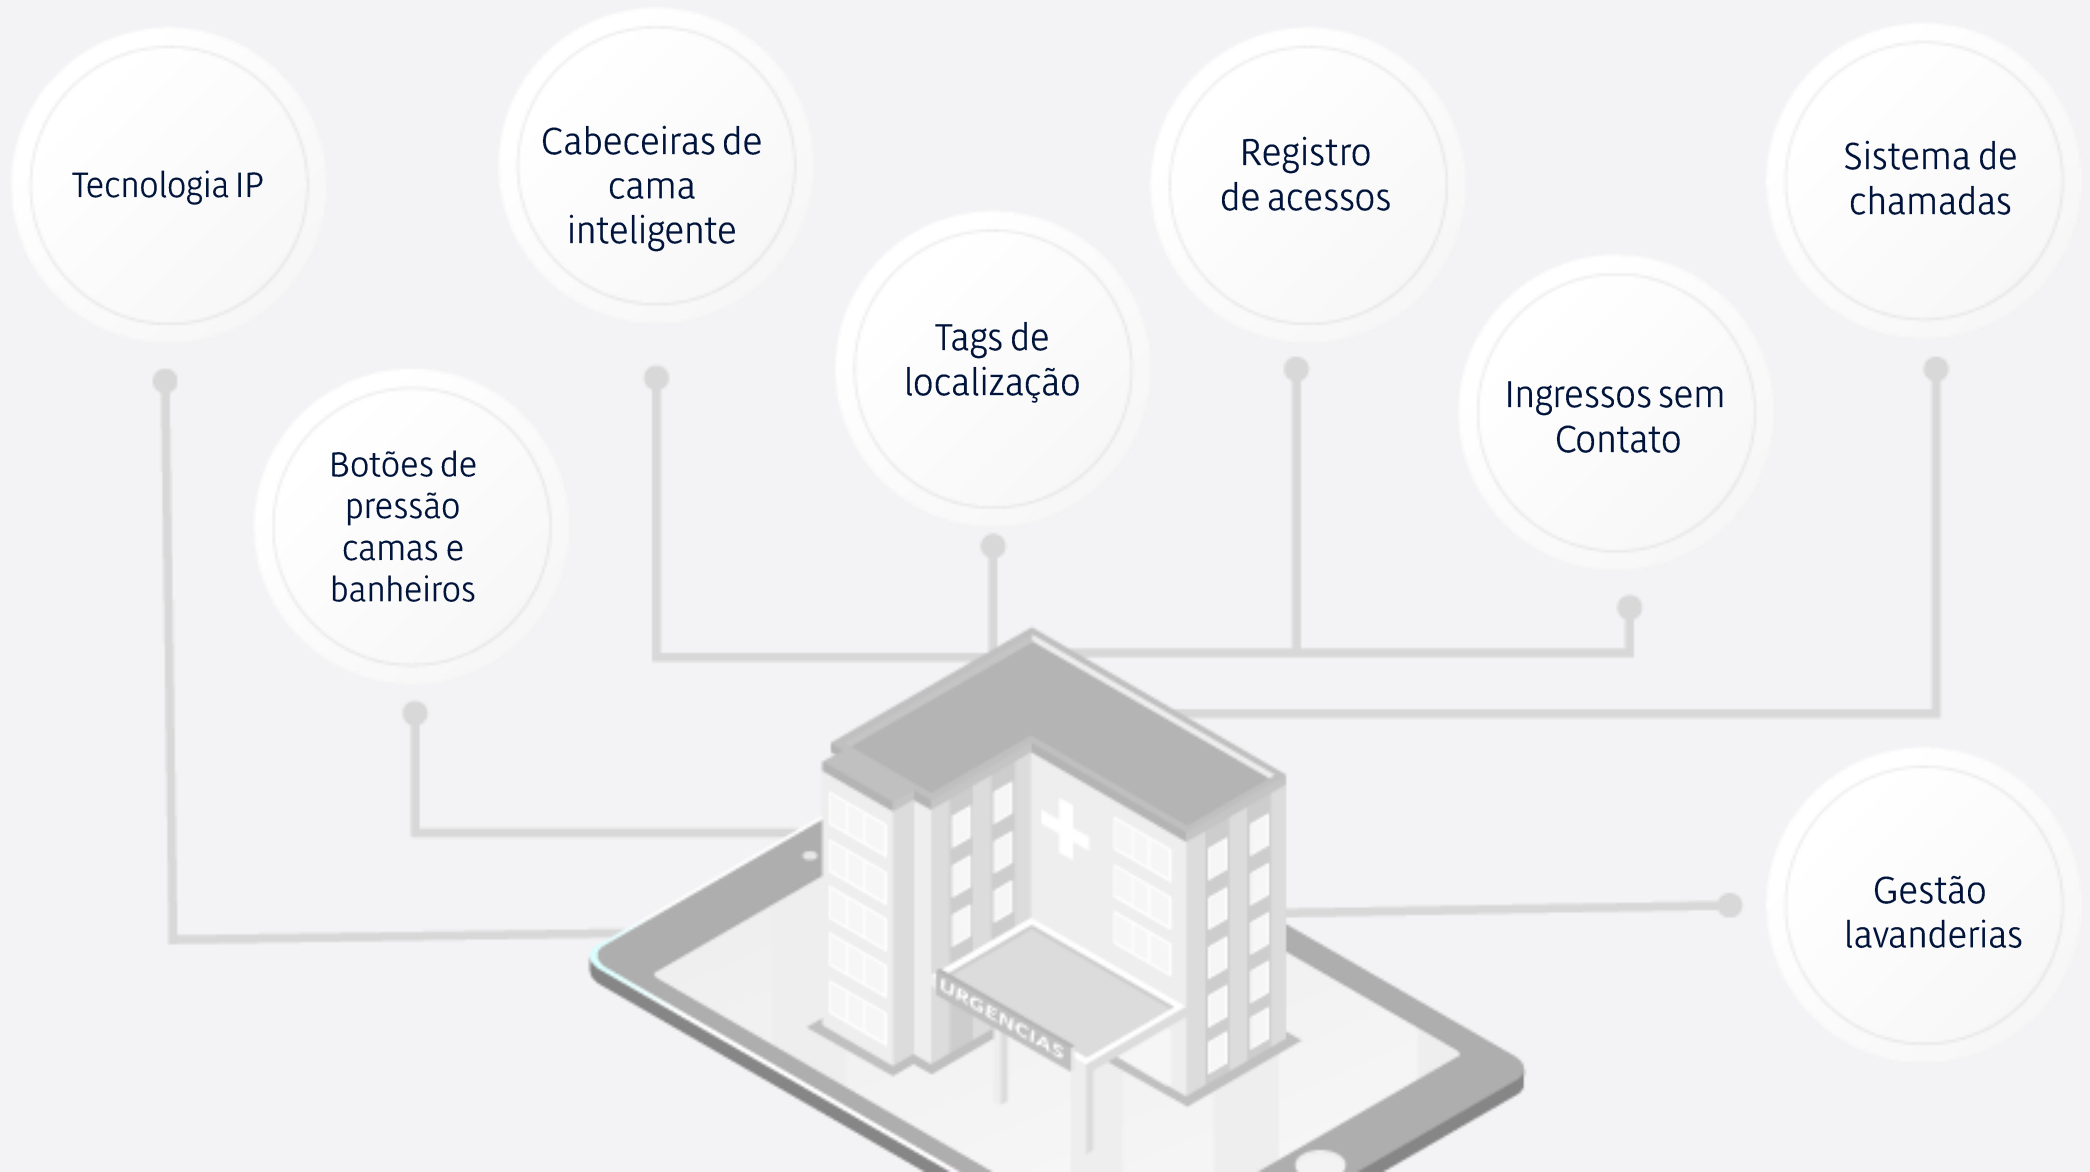 Tecnologia IP
Cabeceiras de
cama
inteligente
Registro
de acessos
Sistema de
chamadas
Tags de
localização
Ingressos sem
Contato
Botões de
pressão
camas e
banheiros
Gestão
lavanderias
URGENCIAS